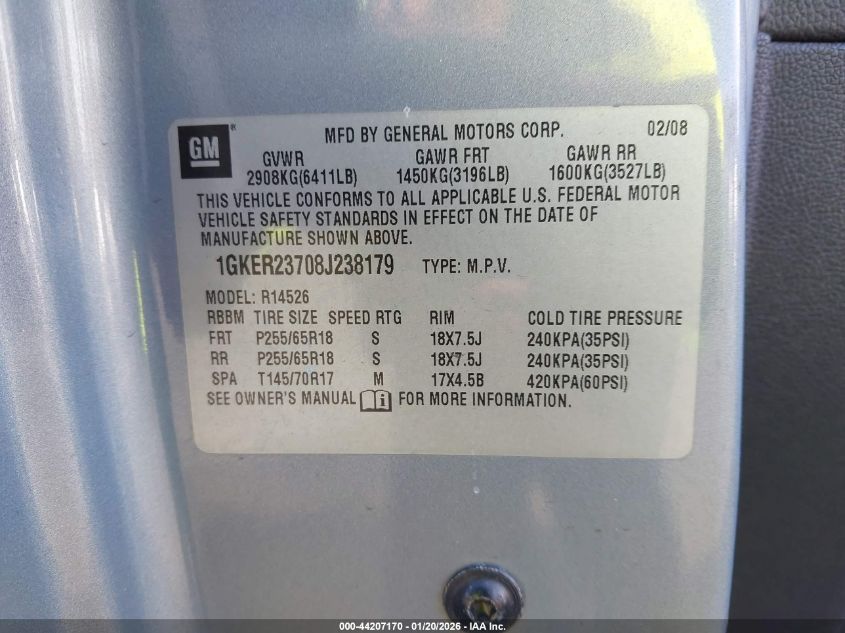 GM ® MFD BY GENERAL MOTORS CORP. 02/08
GVWR GAWR FRT GAWR RR
2908KG(6411LB) 1450KG(3196LB) 1600KG(3527LB)
THIS VEHICLE CONFORMS TO ALL APPLICABLE U.S. FEDERAL MOTOR
VEHICLE SAFETY STANDARDS IN EFFECT ON THE DATE OF
MANUFACTURE SHOWN ABOVE.
1GKER23708J238179 TYPE: M.P.V.
MODEL: R14526
RBBM TIRE SIZE SPEED RTG RIM COLD TIRE PRESSURE
FRT P255/65R18 S 18X7.5J 240KPA(35PSI)
RR P255/65R18 S 18X7.5J 240KPA(35PSI)
SPA T145/70R17 M 17X4.5B 420KPA(60PSI)
SEE OWNER'S MANUAL i FOR MORE INFORMATION.
000-44207170 - 01/20/2026 - IAA Inc.